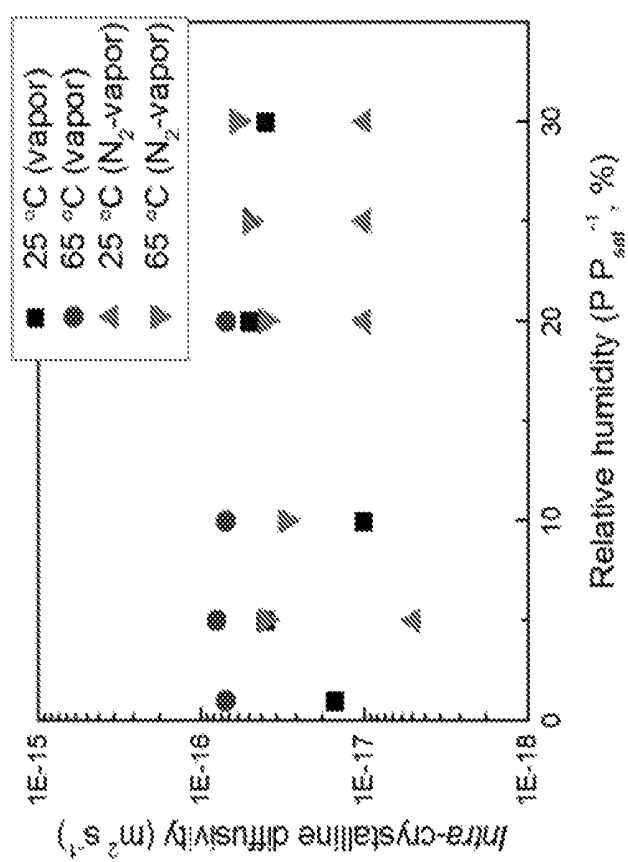 25 °C (vapor)
65 °C (vapor)
25 °C (N₂-vapor)
65 °C (N₂-vapor)
1E-15
1E-16
1E-17
1E-18
Intra-crystalline diffusivity (m² s⁻¹)
0
10
20
30
Relative humidity (P Pₛₐₜ⁻¹, %)